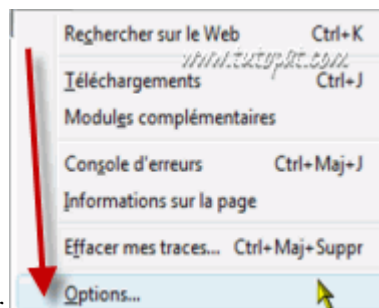 Rechercher sur le Web Ctrl+K
www.tutopat.com
Téléchargements Ctrl+J
Modules complémentaires
Console d'erreurs Ctrl+Maj+J
Informations sur la page
Effacer mes traces... Ctrl+Maj+Suppr
Options...